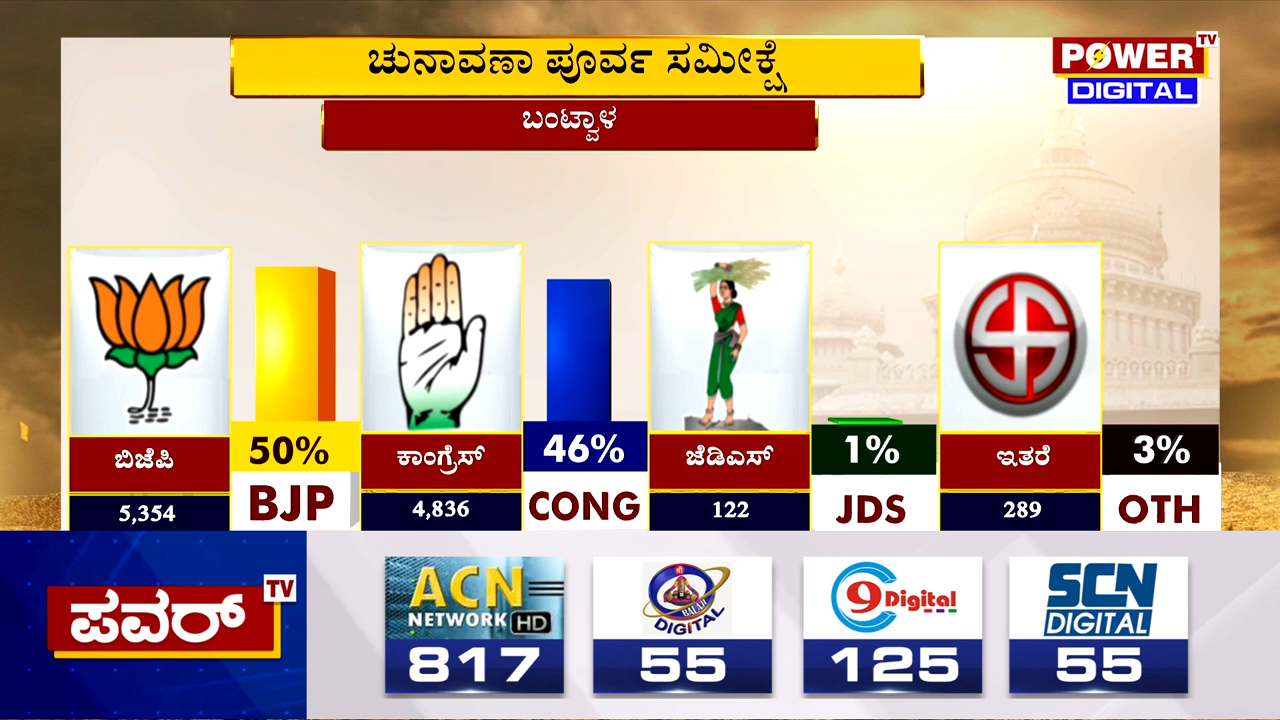 ಚುನಾವಣಾ ಪೂರ್ವ ಸಮೀಕ್ಷೆ
ಬಂಟ್ವಾಳ
POWER TV
DIGITAL
ಬಿಜೆಪಿ
5,354
50%
BJP
ಕಾಂಗ್ರೆಸ್
4,836
46%
CONG
ಜೆಡಿಎಸ್
122
1%
JDS
ಇತರೆ
289
3%
OTH
ಪವರ್ TV
ACN
NETWORK HD
817
BALAJI
DIGITAL
55
9 Digital
125
SCN
DIGITAL
55